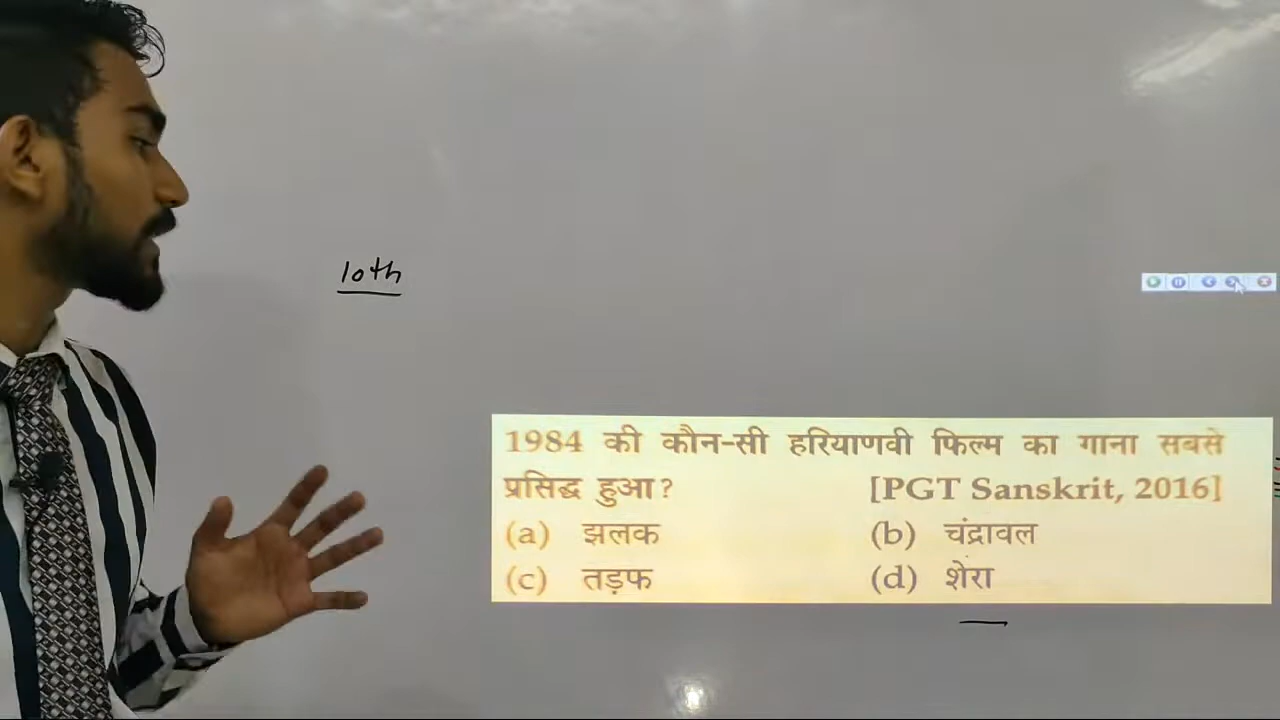 10th
1984 की कौन-सी हरियाणवी फिल्म का गाना सबसे
प्रसिद्ध हुआ? [PGT Sanskrit, 2016]
(a) झलक (b) चंद्रावल
(c) तड़फ (d) शेरा